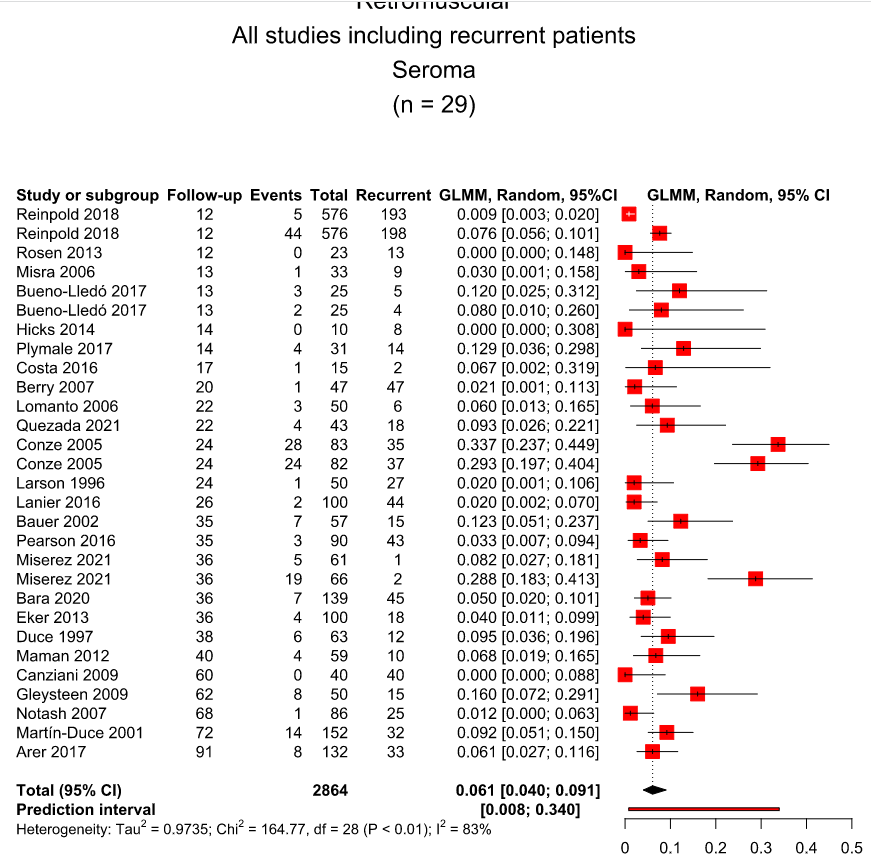 Retromuscular
All studies including recurrent patients
Seroma
(n = 29)
Study or subgroup Follow-up Events Total Recurrent GLMM, Random, 95%CI GLMM, Random, 95% CI
Reinpold 2018 12 5 576 193 0.009 [0.003; 0.020]
Reinpold 2018 12 44 576 198 0.076 [0.056; 0.101]
Rosen 2013 12 0 23 13 0.000 [0.000; 0.148]
Misra 2006 13 1 33 9 0.030 [0.001; 0.158]
Bueno-Lledó 2017 13 3 25 5 0.120 [0.025; 0.312]
Bueno-Lledó 2017 13 2 25 4 0.080 [0.010; 0.260]
Hicks 2014 14 0 10 8 0.000 [0.000; 0.308]
Plymale 2017 14 4 31 14 0.129 [0.036; 0.298]
Costa 2016 17 1 15 2 0.067 [0.002; 0.319]
Berry 2007 20 1 47 47 0.021 [0.001; 0.113]
Lomanto 2006 22 3 50 6 0.060 [0.013; 0.165]
Quezada 2021 22 4 43 18 0.093 [0.026; 0.221]
Conze 2005 24 28 83 35 0.337 [0.237; 0.449]
Conze 2005 24 24 82 37 0.293 [0.197; 0.404]
Larson 1996 24 1 50 27 0.020 [0.001; 0.106]
Lanier 2016 26 2 100 44 0.020 [0.002; 0.070]
Bauer 2002 35 7 57 15 0.123 [0.051; 0.237]
Pearson 2016 35 3 90 43 0.033 [0.007; 0.094]
Miserez 2021 36 5 61 1 0.082 [0.027; 0.181]
Miserez 2021 36 19 66 2 0.288 [0.183; 0.413]
Bara 2020 36 7 139 45 0.050 [0.020; 0.101]
Eker 2013 36 4 100 18 0.040 [0.011; 0.099]
Duce 1997 38 6 63 12 0.095 [0.036; 0.196]
Maman 2012 40 4 59 10 0.068 [0.019; 0.165]
Canziani 2009 60 0 40 40 0.000 [0.000; 0.088]
Gleysteen 2009 62 8 50 15 0.160 [0.072; 0.291]
Notash 2007 68 1 86 25 0.012 [0.000; 0.063]
Martín-Duce 2001 72 14 152 32 0.092 [0.051; 0.150]
Arer 2017 91 8 132 33 0.061 [0.027; 0.116]
Total (95% CI) 2864 0.061 [0.040; 0.091]
Prediction interval [0.008; 0.340]
Heterogeneity: Tau² = 0.9735; Chi² = 164.77, df = 28 (P < 0.01); I² = 83%
0 0.1 0.2 0.3 0.4 0.5